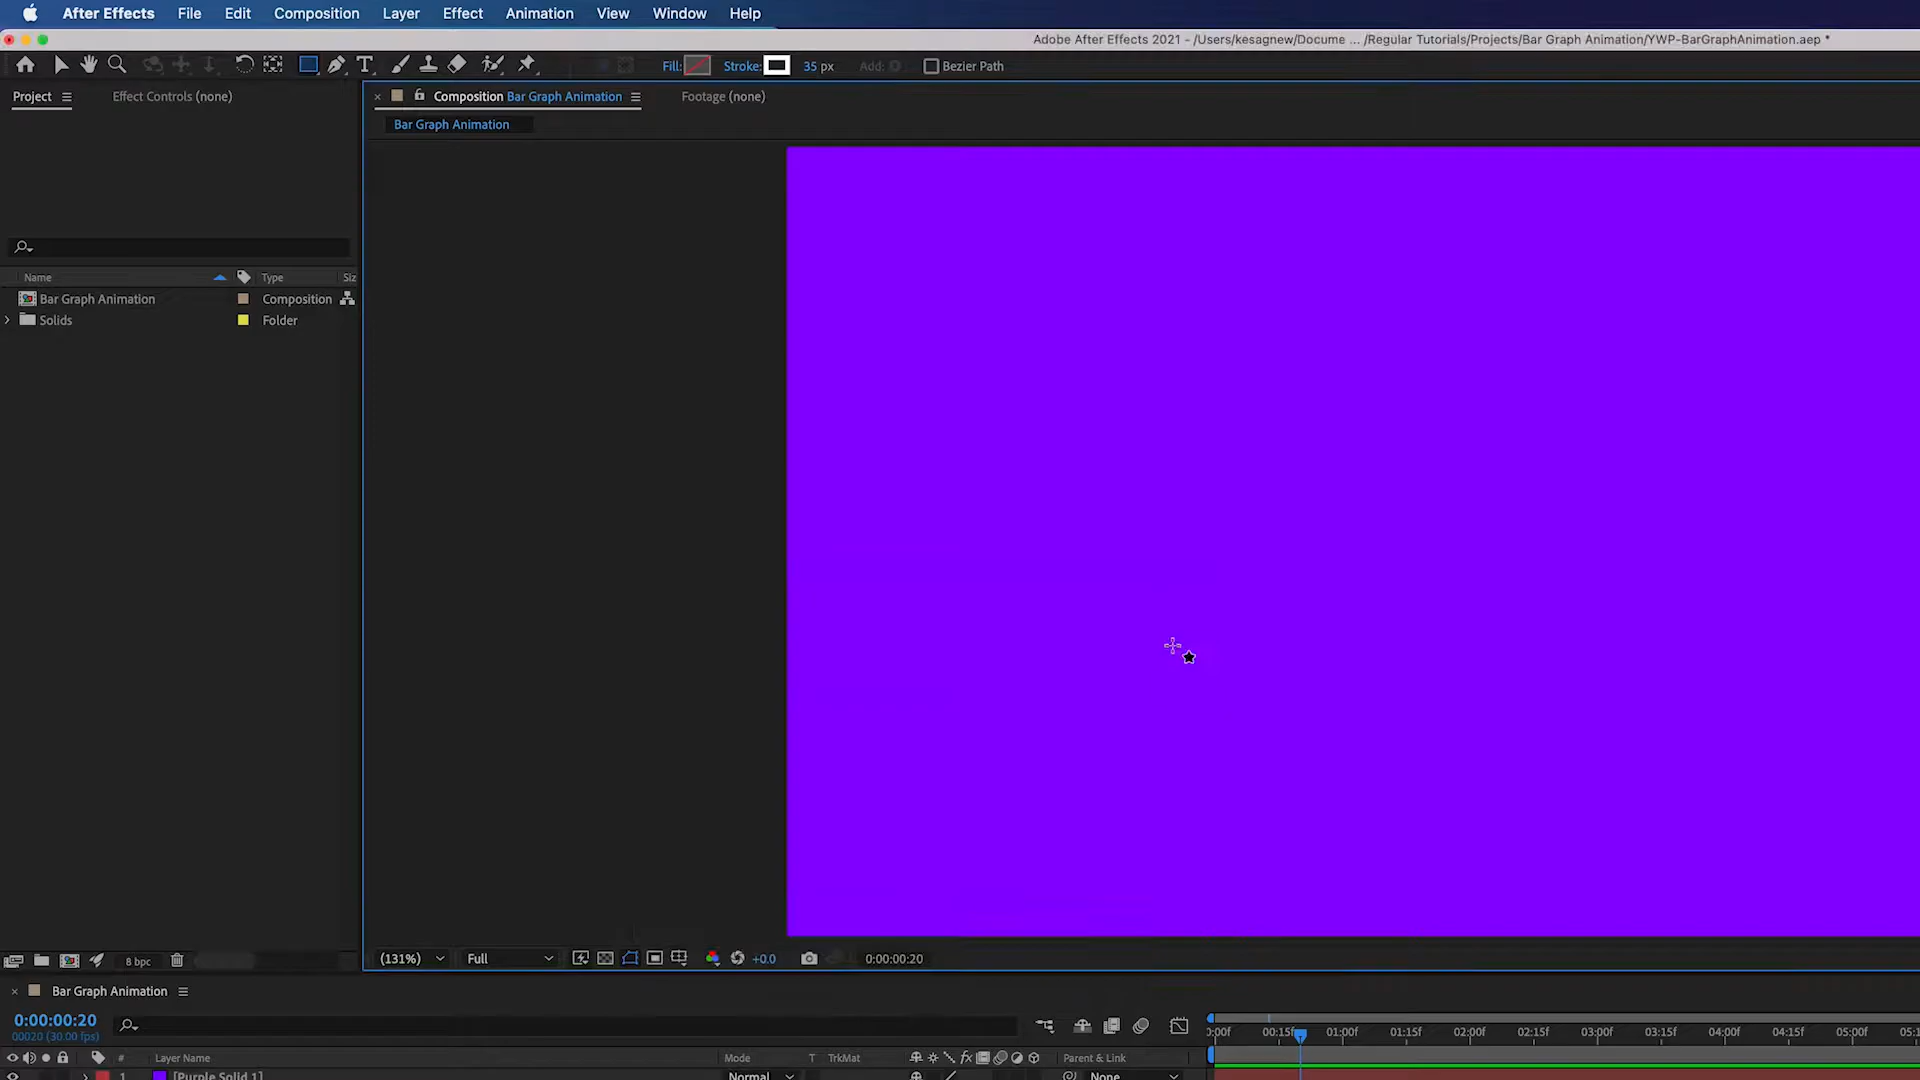 After Effects File Edit Composition Layer Effect Animation View Window Help
Adobe After Effects 2021 - /Users/kesagnew/Docume ... /Regular Tutorials/Projects/Bar Graph Animation/YWP-BarGraphAnimation.aep *
Fill: Stroke: 35 px Add: Bezier Path
Project Effect Controls (none) Composition Bar Graph Animation Footage (none)
Bar Graph Animation
Name Type Siz
Bar Graph Animation Composition
Solids Folder
8 bpc (131%) Full +0.0 0:00:00:20
Bar Graph Animation
0:00:00:20
00020 (30.00 fps)
):00f 00:15f 01:00f 01:15f 02:00f 02:15f 03:00f 03:15f 04:00f 04:15f 05:00f 05:1
# Layer Name Mode T TrkMat Parent & Link
1 [Purple Solid 1] Normal None